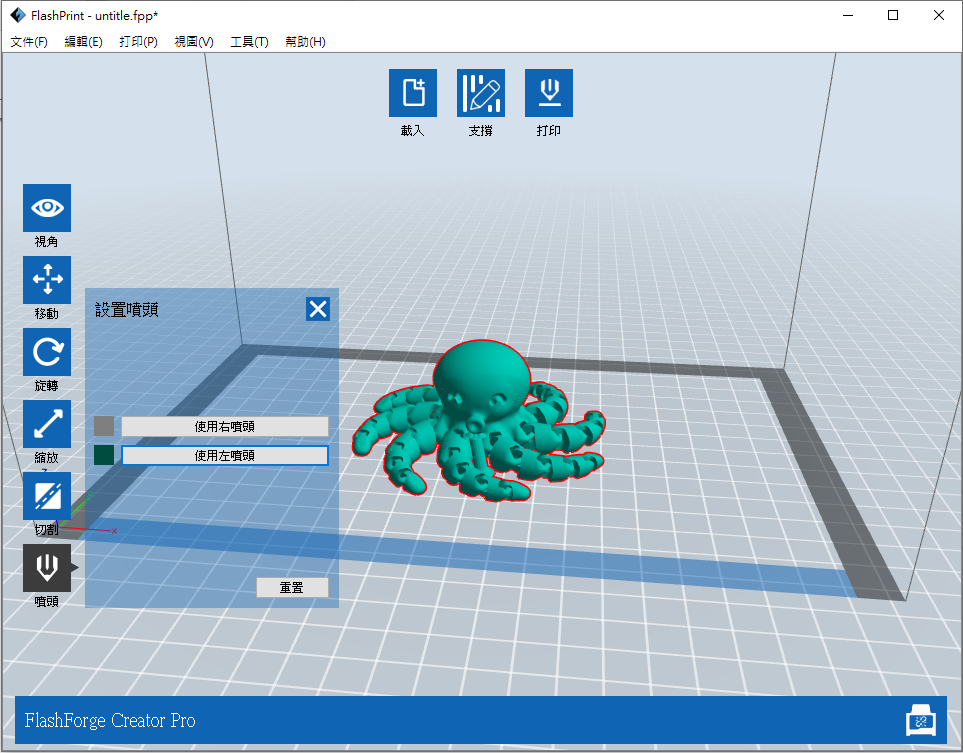 FlashPrint - untitle.fpp*
文件(F) 編輯(E) 打印(P) 視圖(V) 工具(T) 幫助(H)
載入 支撐 打印
視角
移動
旋轉
縮放
切割
噴頭
設置噴頭
使用右噴頭
使用左噴頭
重置
z
x
FlashForge Creator Pro